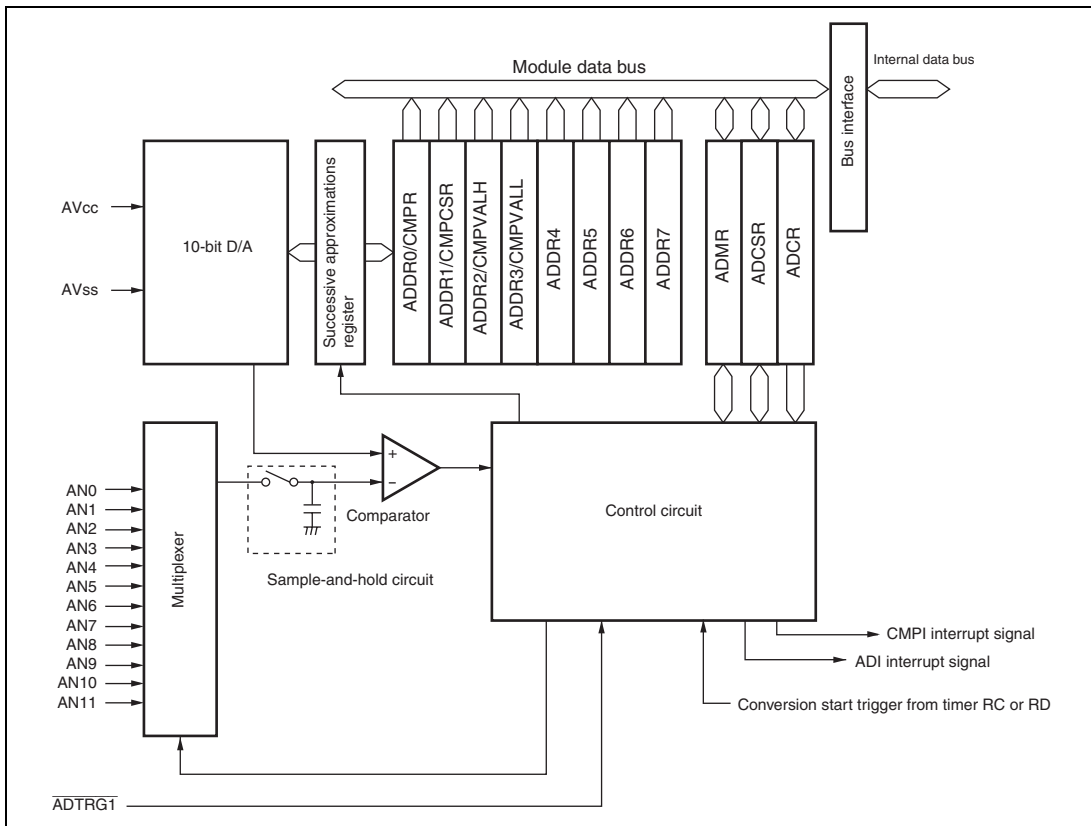 Module data bus
Internal data bus
Bus interface
AVcc
AVss
10-bit D/A
Successive approximations
register
ADDR0/CMPR
ADDR1/CMPCSR
ADDR2/CMPVALH
ADDR3/CMPVALL
ADDR4
ADDR5
ADDR6
ADDR7
ADMR
ADCSR
ADCR
+
−
Comparator
Sample-and-hold circuit
Control circuit
Multiplexer
AN0
AN1
AN2
AN3
AN4
AN5
AN6
AN7
AN8
AN9
AN10
AN11
CMPI interrupt signal
ADI interrupt signal
Conversion start trigger from timer RC or RD
ADTRG1